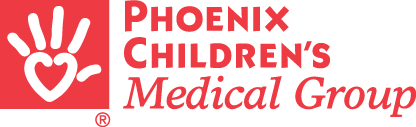 PHOENIX
CHILDREN'S
Medical Group
®